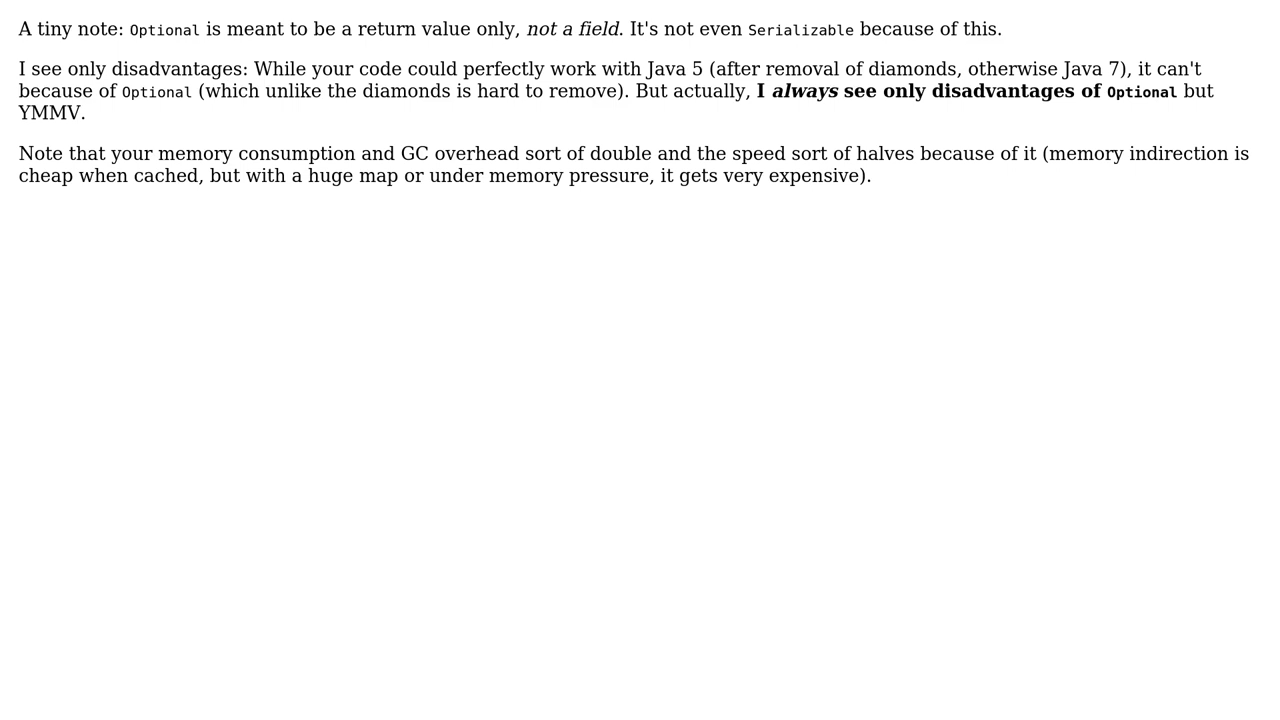 A tiny note: Optional is meant to be a return value only, not a field. It's not even Serializable because of this.
I see only disadvantages: While your code could perfectly work with Java 5 (after removal of diamonds, otherwise Java 7), it can't
because of Optional (which unlike the diamonds is hard to remove). But actually, I always see only disadvantages of Optional but
YMMV.
Note that your memory consumption and GC overhead sort of double and the speed sort of halves because of it (memory indirection is
cheap when cached, but with a huge map or under memory pressure, it gets very expensive).